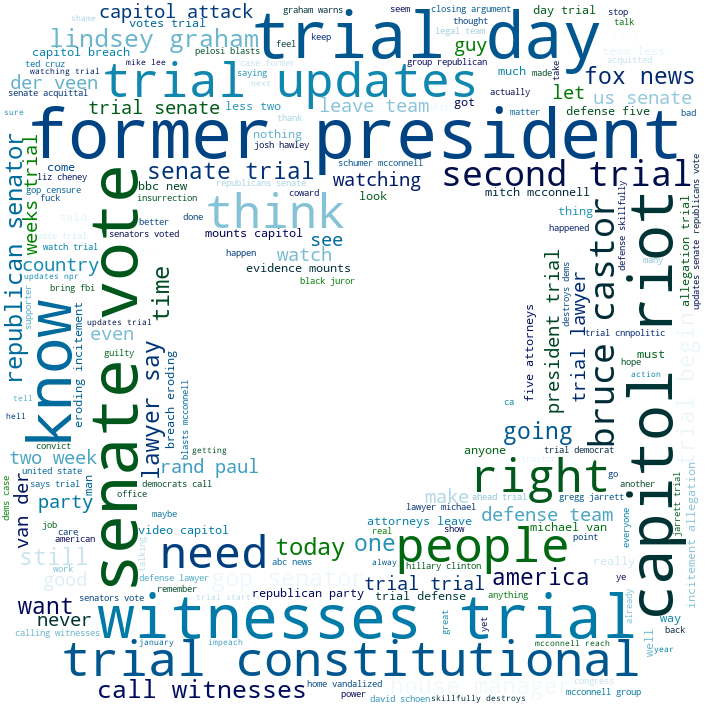 shame
capitol attack
graham warns
trial day
closing argument
seem
day trial
stop
votes trial
thought
talk
lindsey graham
pelosi blasts
feel
keep
legal team
guy
group republican
team less
acquitted
ted cruz
mike lee
case former
capitol breach
watching trial
saying
trial updates
much
made
take
fox news
senate acquittal
next
actually
der veen
less two
leave team
got
let
us senate
sure
trial senate
thank
matter
defense five
bad
nothing
former president
josh hawley
come
liz cheney
senate trial
schumer mcconnell
second trial
bbc new
republicans senate
watching
mitch mcconnell
gop censure
insurrection
coward
look
thing
fuck
better
done
think
happened
senators voted
mounts capitol
see
watch trial
happen
watch
country
evidence mounts
many
updates npr
black juror
bring fbi
weeks trial
republican senator
said
time
supporter
senate vote
know
updates trial
even
guilty
eroding incitement
breach eroding
lawyer say
blasts mcconnell
tell
hell
convict
five attorneys
president trial
destroys dems
trial lawyer
bruce castor
defense skillfully
capitol riot
allegation trial
updates senate republicans vote
trial begin
trial cnnpolitic
must
hope
ca
action
going
anyone
trial democrat
getting
two week
democrats call
rand paul
right
go
another
united state
says trial
man
office
make
ahead trial
gregg jarrett
jarrett trial
dems case
party
maybe
lawyer michael
defense team
everyone
van der
job
care
american
video capitol
attorneys leave
real
show
michael van
point
need
today
one
people
abc news
alway
hillary clinton
really
still
talking
work
defense lawyer
gop senator
trial trial
america
ye
incitement allegation
good
remember
republican party
trial defense
anything
already
want
senators vote
trial start
never
witnesses trial
great
yet
way
calling witnesses
january
impeach
mcconnell reach
back
well
year
trial constitutional
call witnesses
home vandalized
house manager
congress
power
david schoen
skillfully destroys
mcconnell group